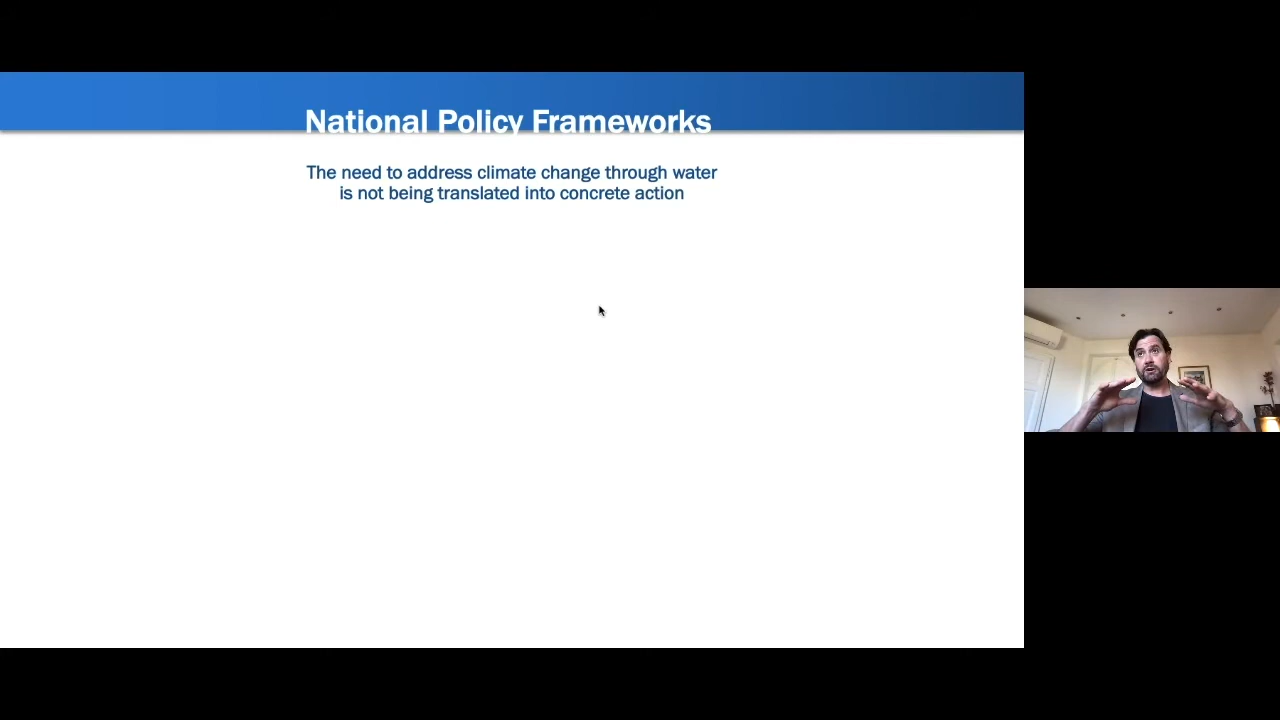 National Policy Frameworks
The need to address climate change through water
is not being translated into concrete action